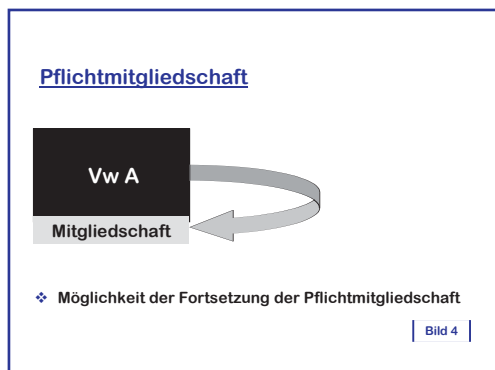 Pflichtmitgliedschaft
Vw A
Mitgliedschaft
Möglichkeit der Fortsetzung der Pflichtmitgliedschaft
Bild 4